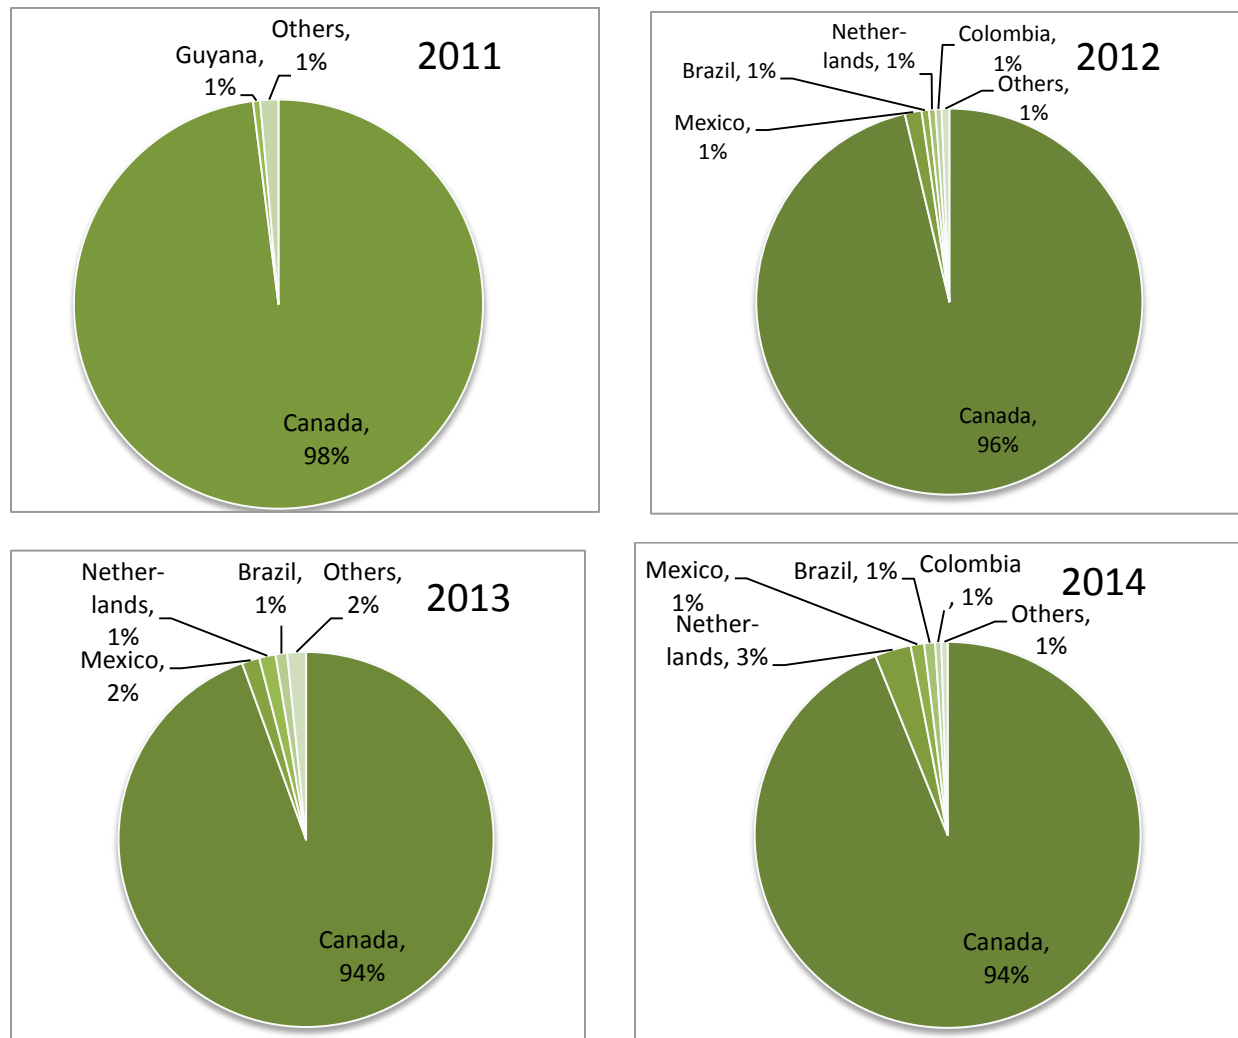 Others,
1%
Guyana,
1%
2011
Canada,
98%
Nether-
lands, 1%
Colombia,
1%
2012
Brazil, 1%
Others,
1%
Mexico,
1%
Canada,
96%
Nether-
lands,
1%
Brazil,
1%
Others,
2%
2013
Mexico,
2%
Canada,
94%
Mexico,
1%
Brazil, 1%
Colombia
, 1%
2014
Nether-
lands, 3%
Others,
1%
Canada,
94%